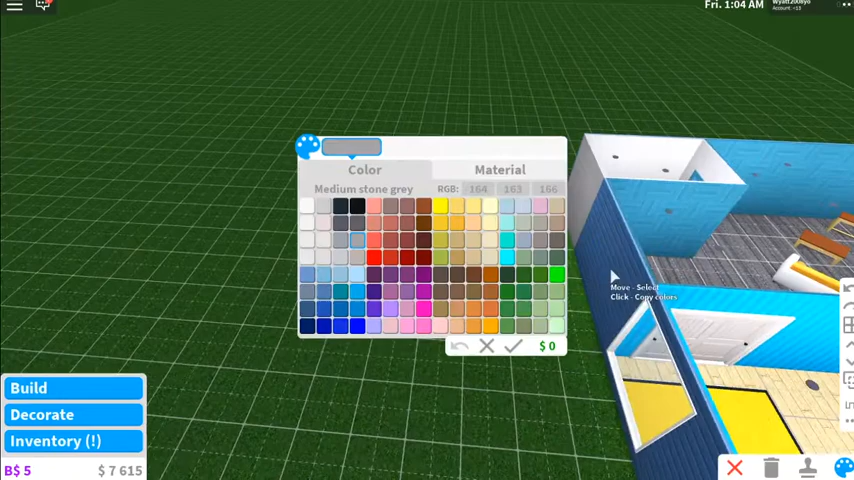 Fri. 1:04 AM
Color
Material
Medium stone grey
RGB: 164 163 166
Move - Select
Click - Copy colors
$ 0
Build
Decorate
Inventory (!)
B$ 5
$ 7 615